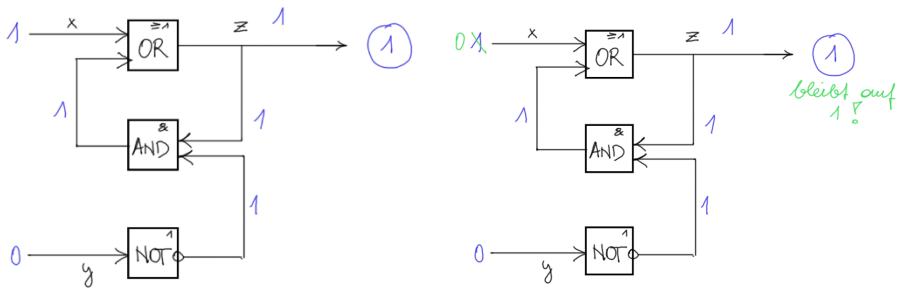 1 x ≥1 OR z 1 1
1 1
& AND
1
0 y 1 NOT
0 1 x ≥1 OR z 1 1
bleibt auf
1!
1 1
& AND
1
0 y 1 NOT